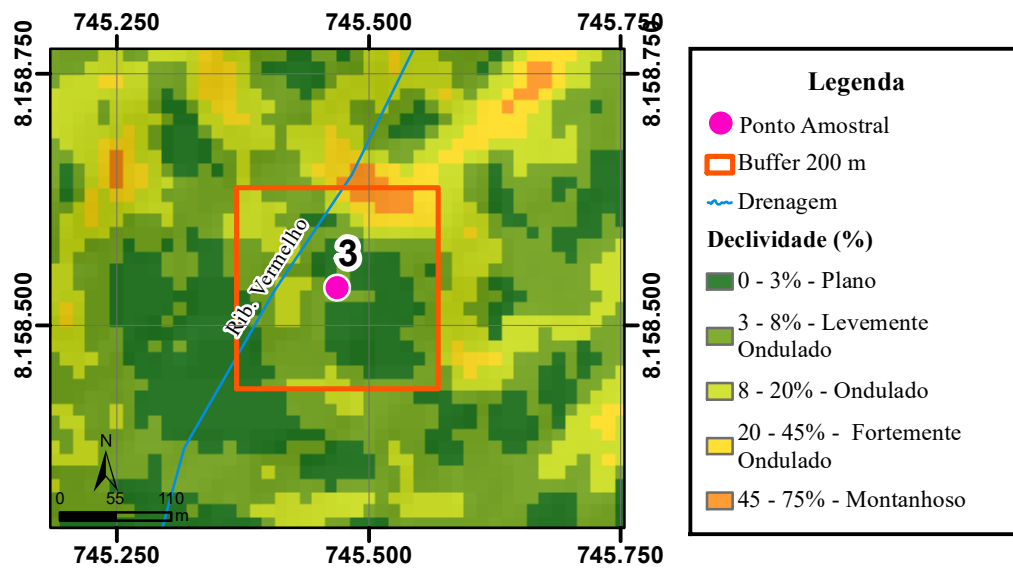 745.250 745.500 745.750
8.158.750 8.158.750
8.158.500 8.158.500
3
Rib. Vermelho
N
0 55 110
m
745.250 745.500 745.750
Legenda
Ponto Amostral
Buffer 200 m
Drenagem
Declividade (%)
0 - 3% - Plano
3 - 8% - Levemente
Ondulado
8 - 20% - Ondulado
20 - 45% - Fortemente
Ondulado
45 - 75% - Montanhoso